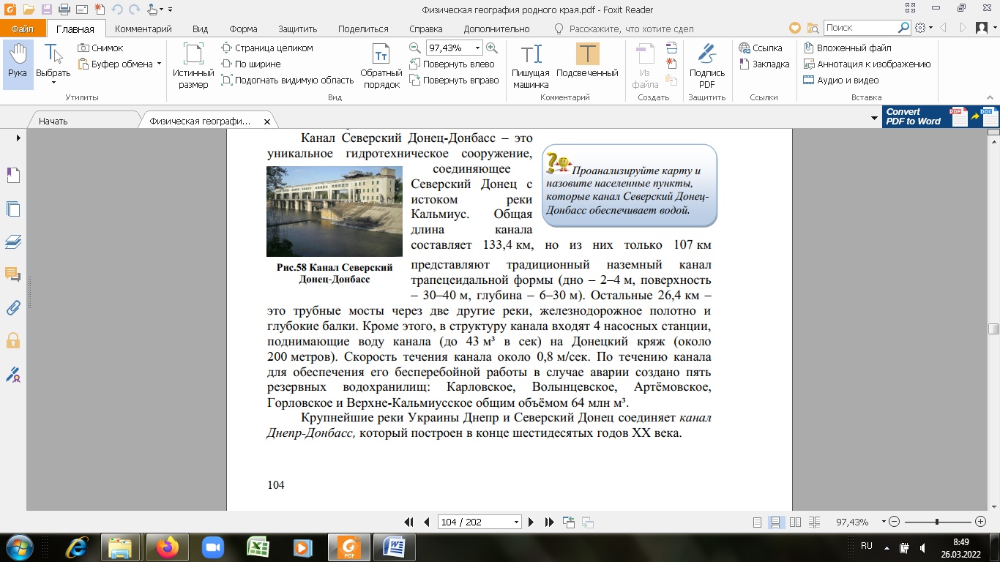 Физическая география родного края.pdf - Foxit Reader
Файл Главная Комментарий Вид Форма Защитить Поделиться Справка Дополнительно Расскажите, что хотите сделать Поиск
Рука
Выбрать
Снимок
Буфер обмена
Утилиты
Истинный размер
Страница целиком
По ширине
Подогнать видимую область
Обратный порядок
97,43%
Повернуть влево
Повернуть вправо
Вид
Пишущая машинка
Подсвеченный
Комментарий
Из файла
Создать
Подпись PDF
Защитить
Ссылка
Закладка
Ссылки
Вложенный файл
Аннотация к изображению
Аудио и видео
Вставка
Начать
Физическая географи...
Convert
PDF to Word
PDF DOC
Канал Северский Донец-Донбасс – это
уникальное гидротехническое сооружение,
соединяющее
Северский Донец с
истоком реки
Кальмиус. Общая
длина канала
составляет 133,4 км, но из них только 107 км
Проанализируйте карту и
назовите населенные пункты,
которые канал Северский Донец-
Донбасс обеспечивает водой.
Рис.58 Канал Северский
Донец-Донбасс
представляют традиционный наземный канал
трапецеидальной формы (дно – 2–4 м, поверхность
– 30–40 м, глубина – 6–30 м). Остальные 26,4 км –
это трубные мосты через две другие реки, железнодорожное полотно и
глубокие балки. Кроме этого, в структуру канала входят 4 насосных станции,
поднимающие воду канала (до 43 м³ в сек) на Донецкий кряж (около
200 метров). Скорость течения канала около 0,8 м/сек. По течению канала
для обеспечения его бесперебойной работы в случае аварии создано пять
резервных водохранилищ: Карловское, Волынцевское, Артёмовское,
Горловское и Верхне-Кальмиусское общим объёмом 64 млн м³.
Крупнейшие реки Украины Днепр и Северский Донец соединяет канал
Днепр-Донбасс, который построен в конце шестидесятых годов XX века.
104
104 / 202
97,43%
PDF
RU
8:49
26.03.2022